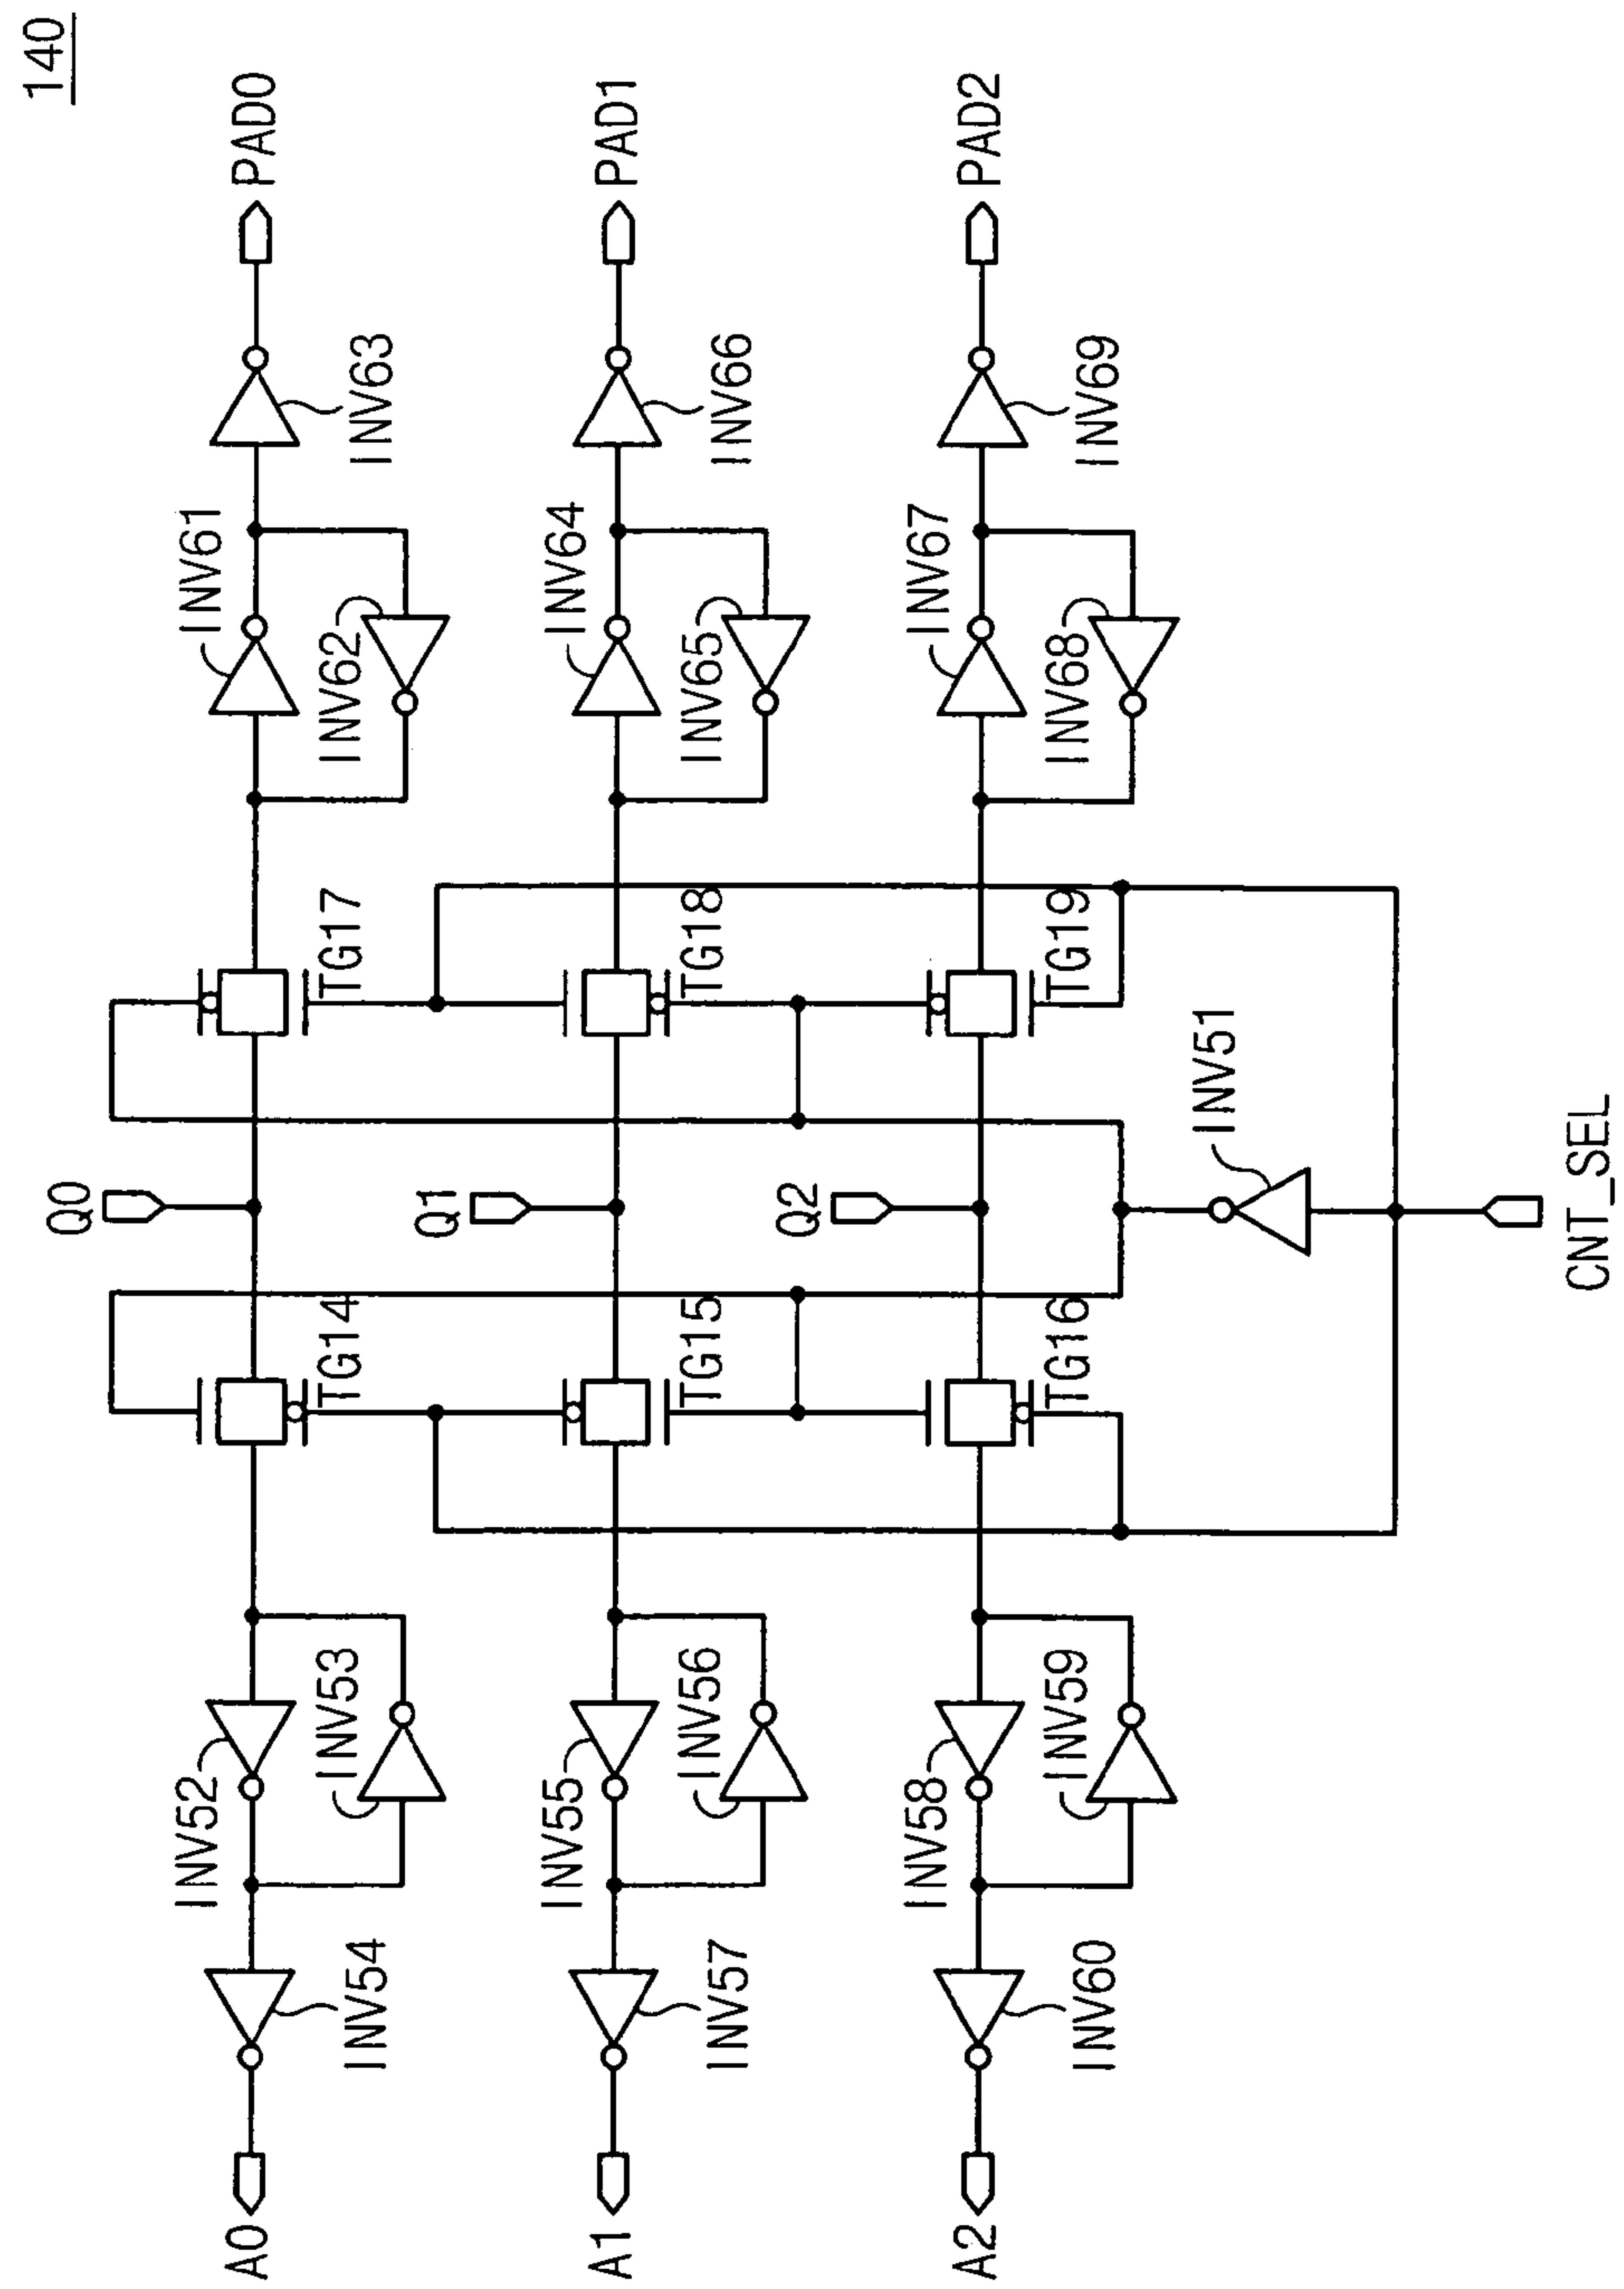 140
PAD0
PAD1
PAD2
INV63
INV66
INV69
INV61
INV64
INV67
INV62
INV65
INV68
TG17
TG18
TG19
INV51
Q0
Q1
Q2
CNT_SEL
TG14
TG15
TG16
INV53
INV56
INV59
INV52
INV55
INV58
INV54
INV57
INV60
A0
A1
A2